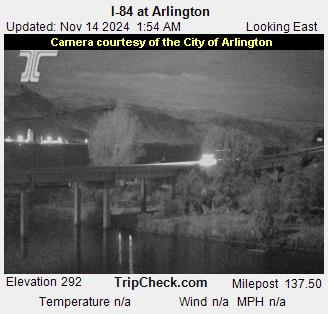 I-84 at Arlington
Updated: Nov 14 2024 1:54 AM Looking East
Camera courtesy of the City of Arlington
Elevation 292 TripCheck.com Milepost 137.50
Temperature n/a Wind n/a MPH n/a